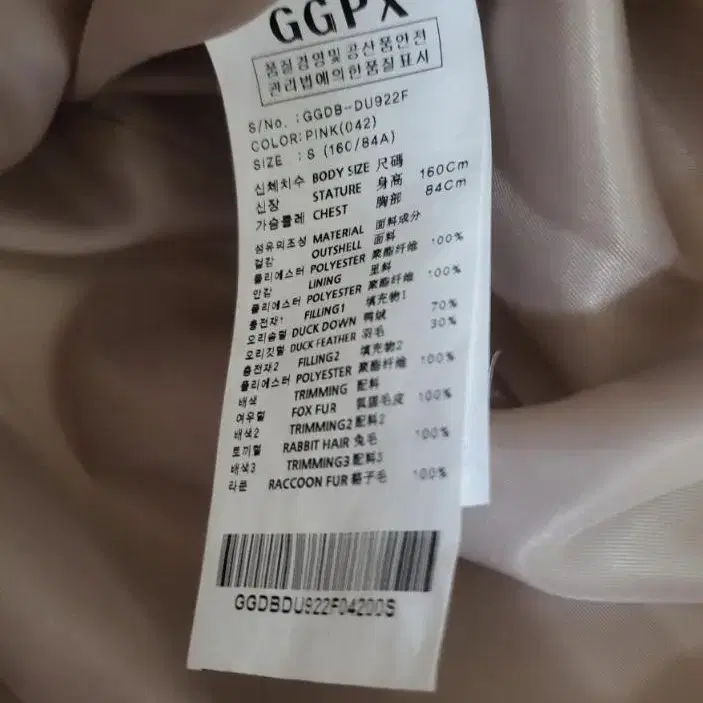 GGPX
품질경영및 공산품안전
관리법에의한품질표시
S/No. : GGDB-DU922F
COLOR: PINK(042)
SIZE : S (160/84A)
신체치수 BODY SIZE 尺碼
신장 STATURE 身高 160Cm
가슴둘레 CHEST 胸部 84Cm
섬유의조성 MATERIAL 面料成分
겉감 OUTSHELL 面料
폴리에스터 POLYESTER 聚酯纤维 100%
안감 LINING 里料
폴리에스터 POLYESTER 聚酯纤维 100%
충전재1 FILLING1 填充物1
오리솜털 DUCK DOWN 鸭绒 70%
오리깃털 DUCK FEATHER 羽毛 30%
충전재2 FILLING2 填充物2
폴리에스터 POLYESTER 聚酯纤维 100%
배색 TRIMMING 配料
여우털 FOX FUR 狐狸毛皮 100%
배색2 TRIMMING2 配料2
토끼털 RABBIT HAIR 兔毛 100%
배색3 TRIMMING3 配料3
라쿤 RACCOON FUR 貉子毛 100%
GGDBDU922F04200S